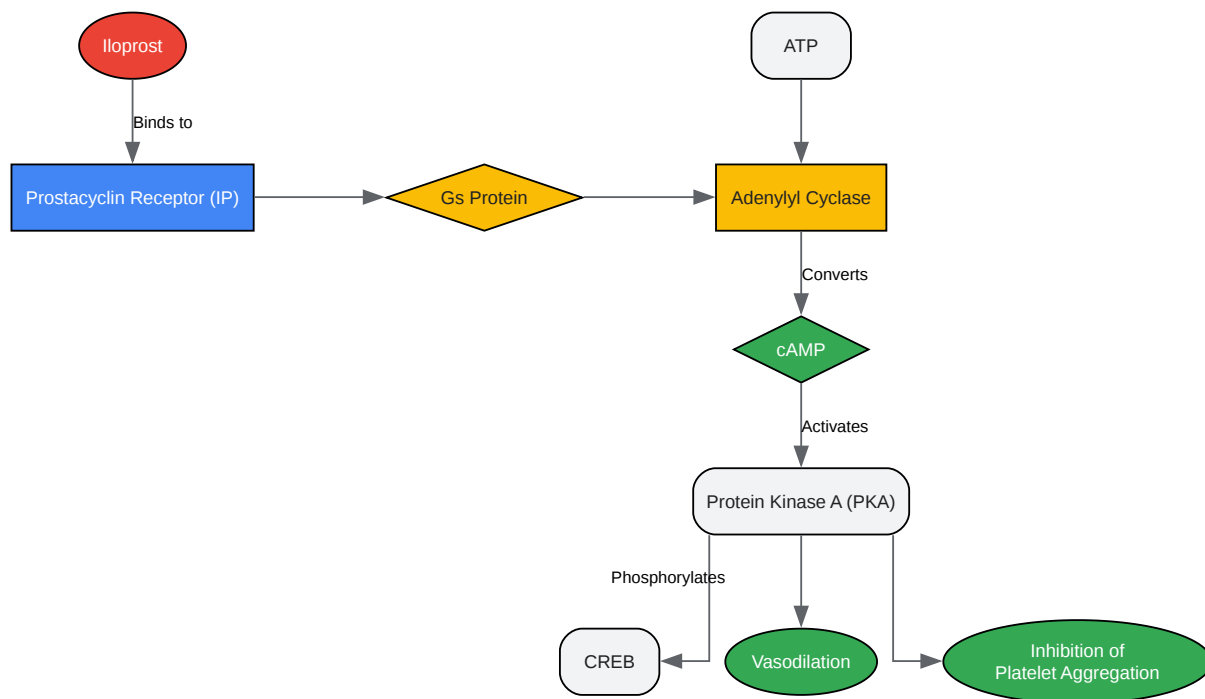 Iloprost
ATP
Binds to
Prostacyclin Receptor (IP)
Gs Protein
Adenylyl Cyclase
Converts
cAMP
Activates
Protein Kinase A (PKA)
Phosphorylates
CREB
Vasodilation
Inhibition of
Platelet Aggregation